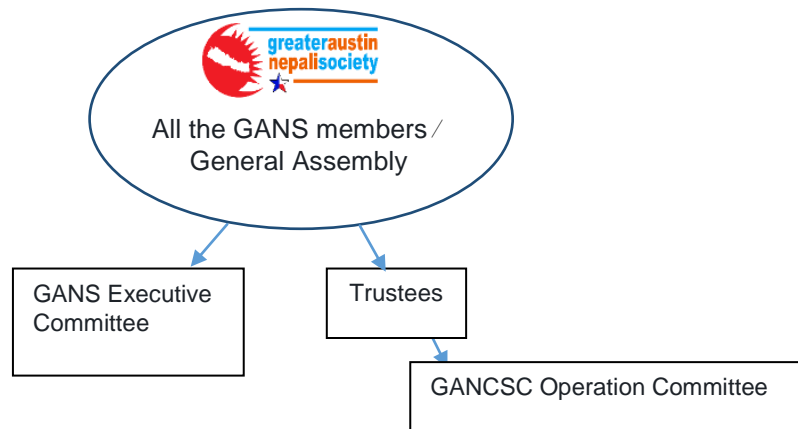 greateraustin
nepalisociety
All the GANS members /
General Assembly
GANS Executive
Committee
Trustees
GANCSC Operation Committee